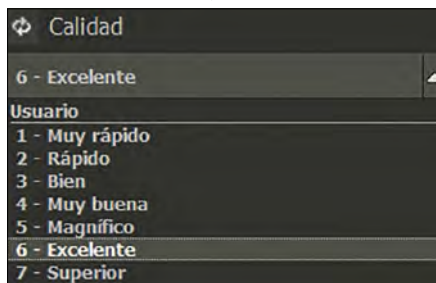 Calidad
6 - Excelente
Usuario
1 - Muy rápido
2 - Rápido
3 - Bien
4 - Muy buena
5 - Magnífico
6 - Excelente
7 - Superior